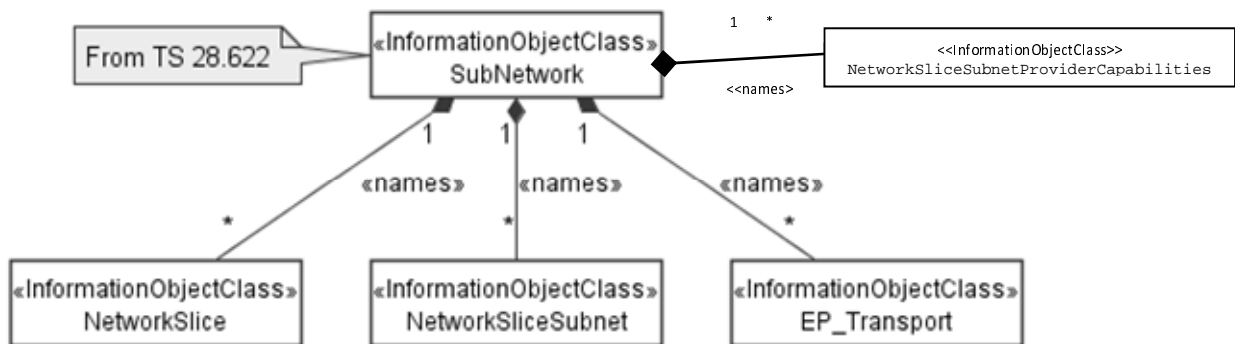 From TS 28.622
«InformationObjectClass»
SubNetwork
1 *
<<InformationObjectClass>>
NetworkSliceSubnetProviderCapabilities
<<names>
1
1
1
«names»
«names»
«names»
*
*
*
«InformationObjectClass»
NetworkSlice
«InformationObjectClass»
NetworkSliceSubnet
«InformationObjectClass»
EP_Transport